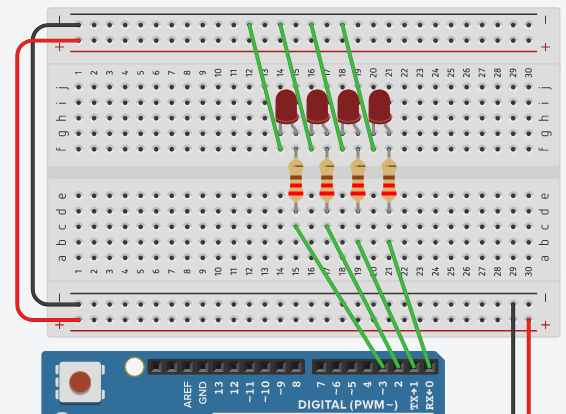 −
+
1 2 3 4 5 6 7 8 9 10 11 12 13 14 15 16 17 18 19 20 21 22 23 24 25 26 27 28 29 30
j j
i i
h h
g g
f f
e e
d d
c c
b b
a a
1 2 3 4 5 6 7 8 9 10 11 12 13 14 15 16 17 18 19 20 21 22 23 24 25 26 27 28 29 30
− −
+ +
AREF GND 13 12 ~11 ~10 ~9 8 7 ~6 ~5 4 ~3 2 TX→1 RX←0
DIGITAL (PWM~)